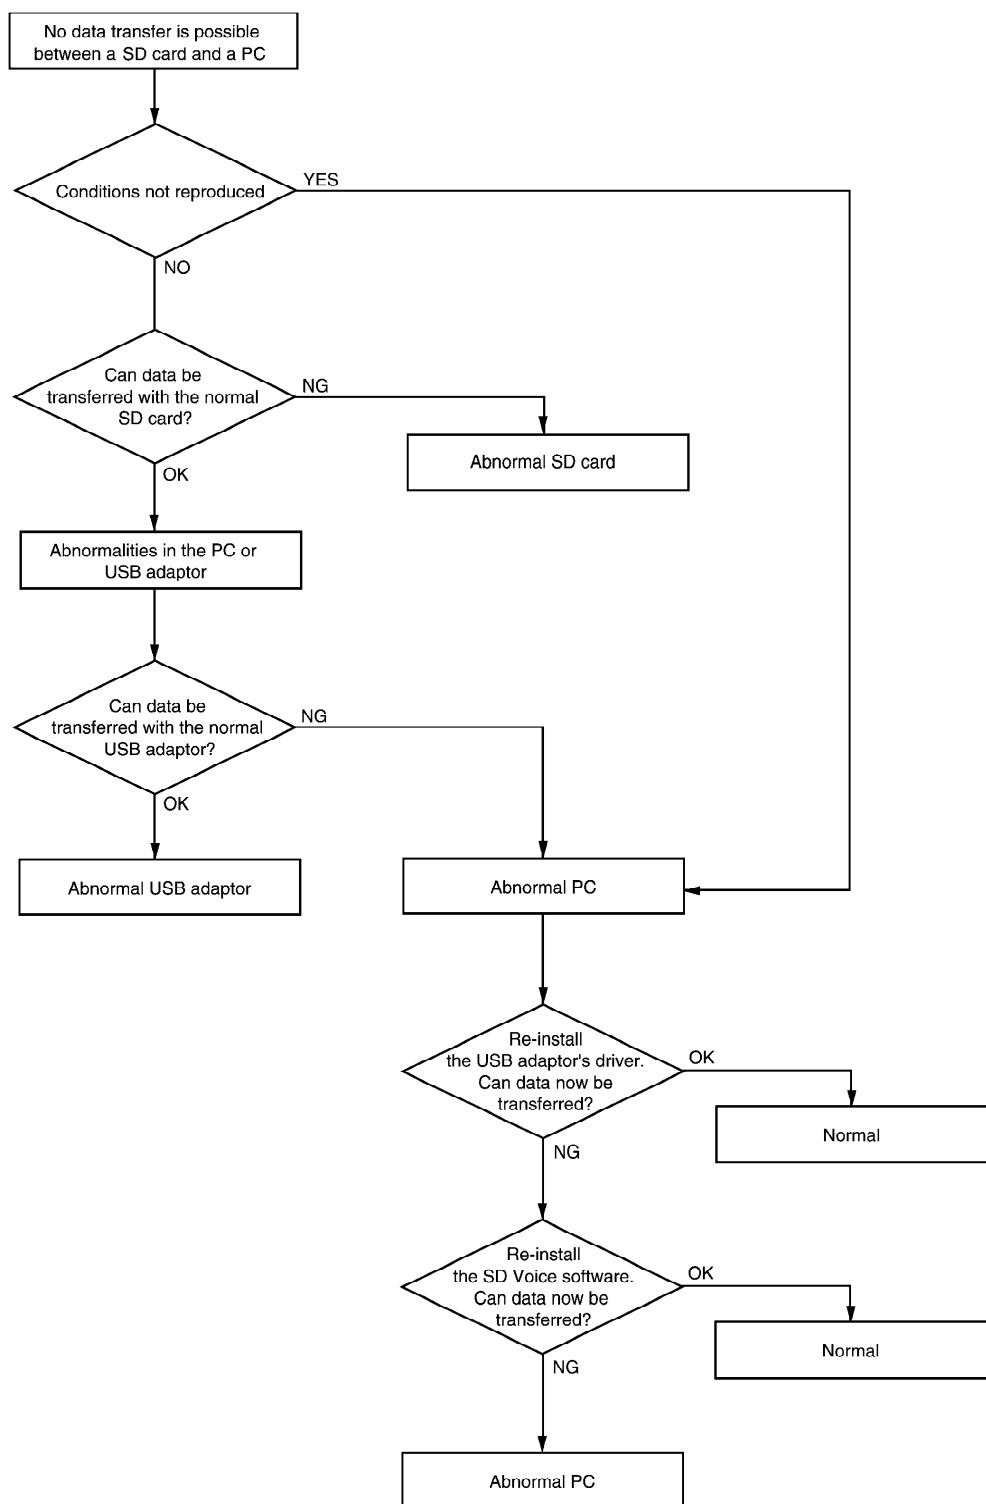 No data transfer is possible
between a SD card and a PC
Conditions not reproduced
YES
NO
Can data be
transferred with the normal
SD card?
NG
Abnormal SD card
OK
Abnormalities in the PC or
USB adaptor
Can data be
transferred with the normal
USB adaptor?
NG
OK
Abnormal USB adaptor
Abnormal PC
Re-install
the USB adaptor's driver.
Can data now be
transferred?
OK
Normal
NG
Re-install
the SD Voice software.
Can data now be
transferred?
OK
Normal
NG
Abnormal PC